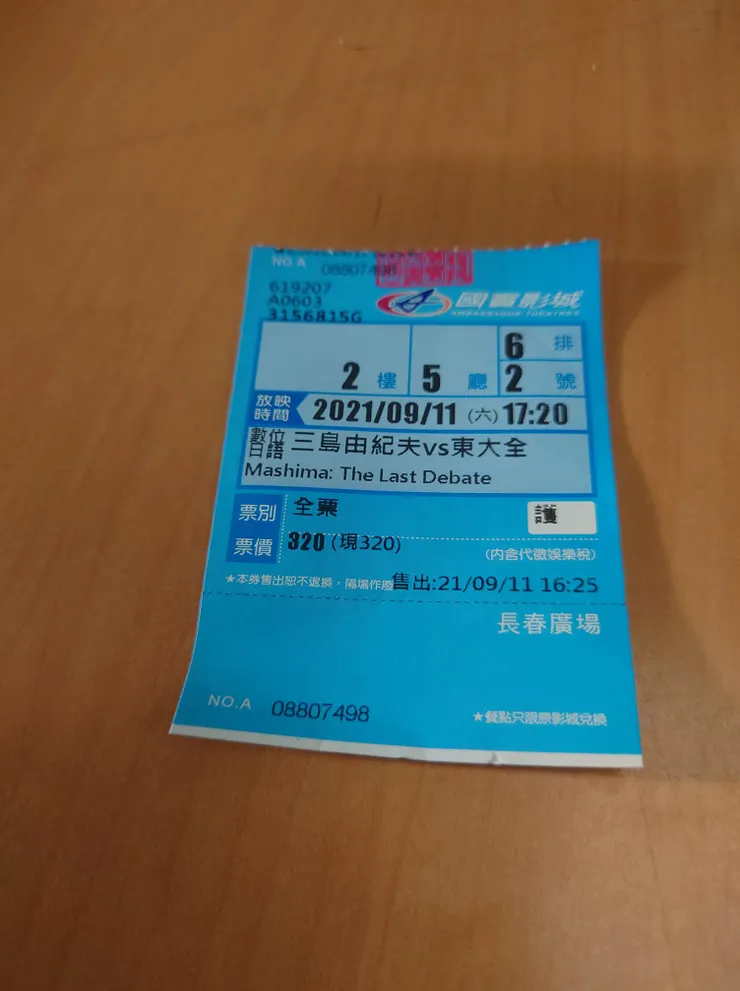 NO.A 08807498
619207
A0603
3156815G
國賓影城
AMBASSADOR THEATRES
2 樓 5 廳 6 排 2 號
放映時間 2021/09/11 (六) 17:20
數位日語 三島由紀夫vs東大全
Mashima: The Last Debate
票別 全票 護
票價 320 (現320) (內含代徵娛樂稅)
★本券售出恕不退換，隔場作廢 售出:21/09/11 16:25
長春廣場
NO.A 08807498 ★餐點只限原影城兌換